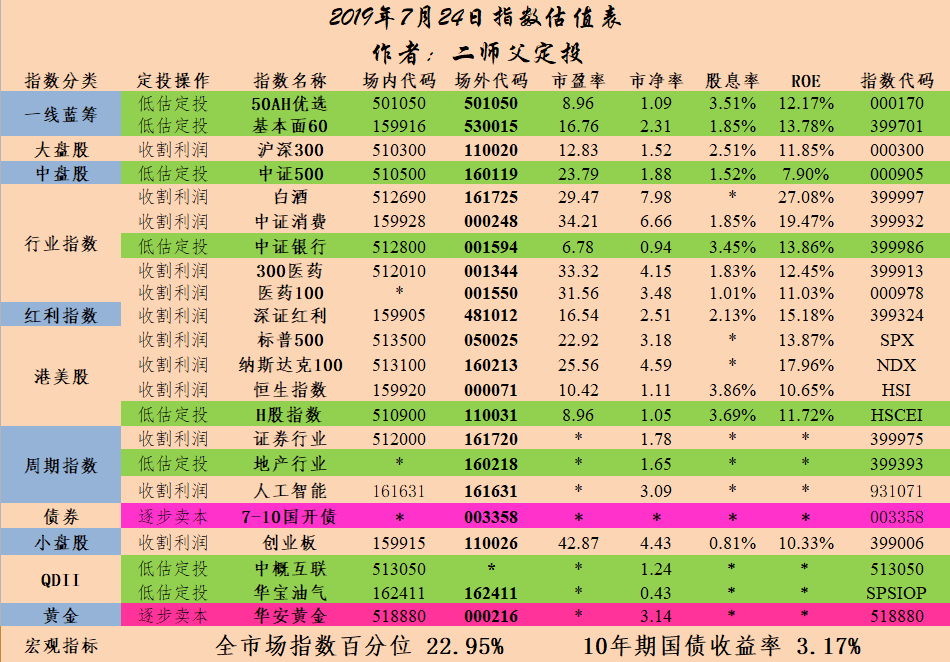 2019年7月24日 指数估值表
作者：二师父定投
指数分类 定投操作 指数名称 场内代码 场外代码 市盈率 市净率 股息率 ROE 指数代码
一线蓝筹 低估定投 50AH优选 501050 501050 8.96 1.09 3.51% 12.17% 000170
低估定投 基本面60 159916 530015 16.76 2.31 1.85% 13.78% 399701
大盘股 收割利润 沪深300 510300 110020 12.83 1.52 2.51% 11.85% 000300
中盘股 低估定投 中证500 510500 160119 23.79 1.88 1.52% 7.90% 000905
行业指数 收割利润 白酒 512690 161725 29.47 7.98 * 27.08% 399997
收割利润 中证消费 159928 000248 34.21 6.66 1.85% 19.47% 399932
低估定投 中证银行 512800 001594 6.78 0.94 3.45% 13.86% 399986
收割利润 300医药 512010 001344 33.32 4.15 1.83% 12.45% 399913
收割利润 医药100 * 001550 31.56 3.48 1.01% 11.03% 000978
红利指数 收割利润 深证红利 159905 481012 16.54 2.51 2.13% 15.18% 399324
港美股 收割利润 标普500 513500 050025 22.92 3.18 * 13.87% SPX
收割利润 纳斯达克100 513100 160213 25.56 4.59 * 17.96% NDX
收割利润 恒生指数 159920 000071 10.42 1.11 3.86% 10.65% HSI
低估定投 H股指数 510900 110031 8.96 1.05 3.69% 11.72% HSCEI
周期指数 收割利润 证券行业 512000 161720 * 1.78 * * 399975
低估定投 地产行业 * 160218 * 1.65 * * 399393
收割利润 人工智能 161631 161631 * 3.09 * * 931071
债券 逐步卖本 7-10国开债 * 003358 * * * * 003358
小盘股 收割利润 创业板 159915 110026 42.87 4.43 0.81% 10.33% 399006
QDII 低估定投 中概互联 513050 * * 1.24 * * 513050
低估定投 华宝油气 162411 162411 * 0.43 * * SPSIOP
黄金 逐步卖本 华安黄金 518880 000216 * 3.14 * * 518880
宏观指标 全市场指数百分位 22.95% 10年期国债收益率 3.17%